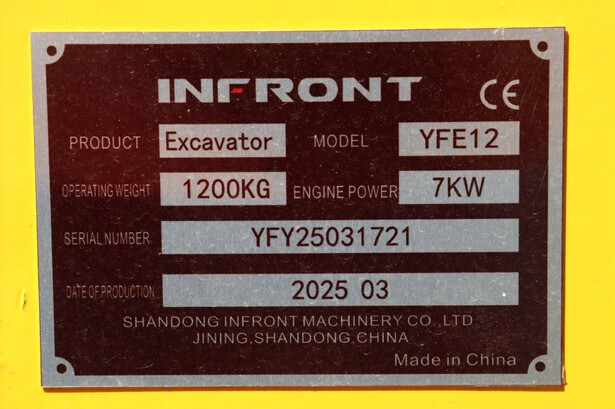 INFRONT CE
PRODUCT Excavator MODEL YFE12
OPERATING WEIGHT 1200KG ENGINE POWER 7KW
SERIAL NUMBER YFY25031721
DATE OF PRODUCTION 2025 03
SHANDONG INFRONT MACHINERY CO.,LTD
JINING,SHANDONG,CHINA
Made in China